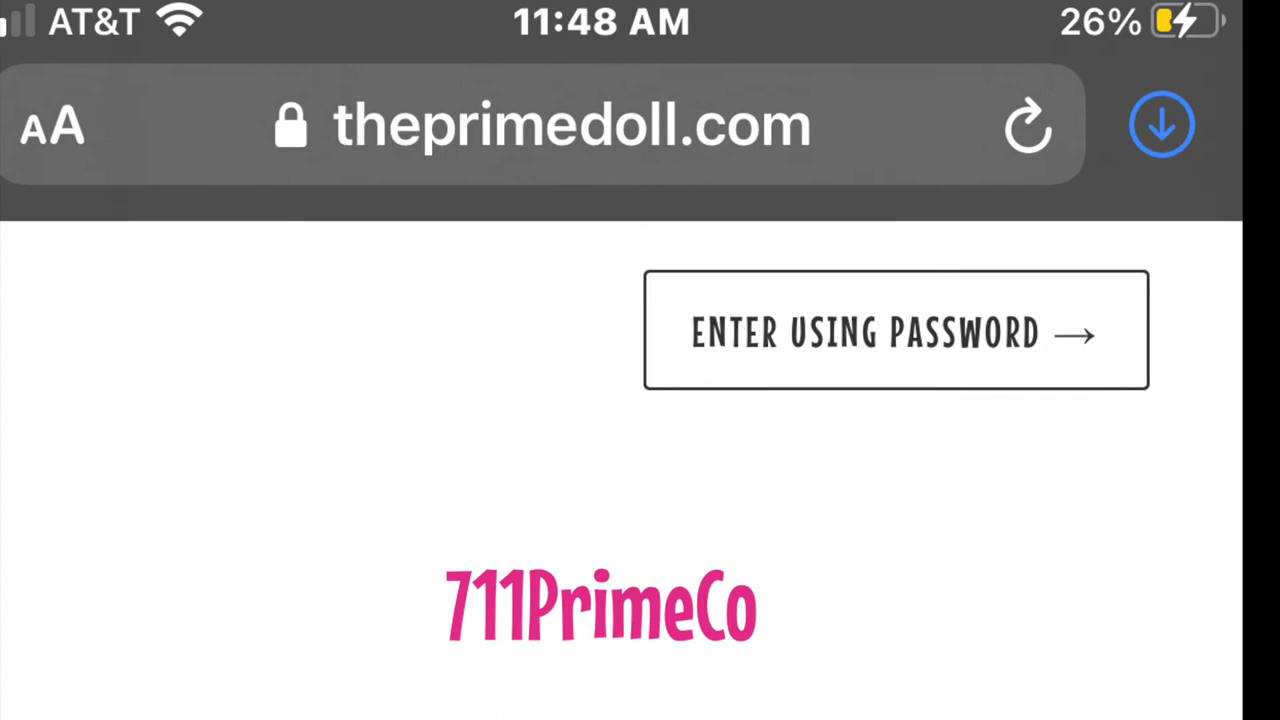 AT&T 11:48 AM 26%
AA theprimedoll.com
ENTER USING PASSWORD →
711PrimeCo